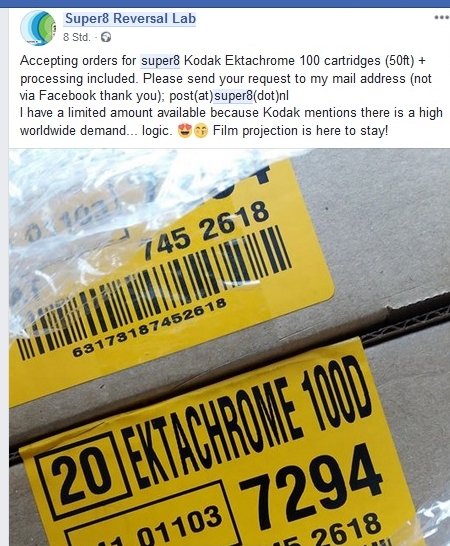 Super8 Reversal Lab
8 Std. ·
Accepting orders for super8 Kodak Ektachrome 100 cartridges (50ft) +
processing included. Please send your request to my mail address (not
via Facebook thank you); post(at)super8(dot)nl
I have a limited amount available because Kodak mentions there is a high
worldwide demand... logic. 😍😙 Film projection is here to stay!
01103
745 2618
63173187452618
20 EKTACHROME 100D
01103 7294
2618